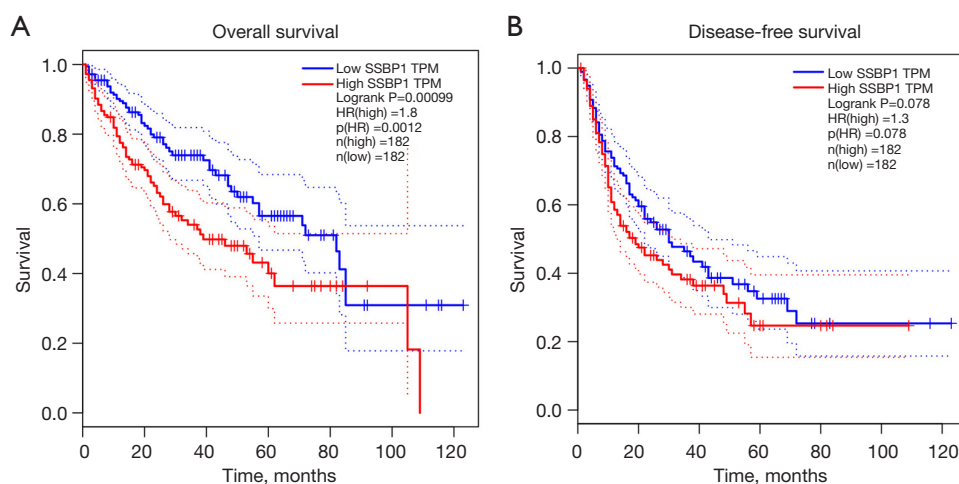 A
Overall survival
Low SSBP1 TPM
High SSBP1 TPM
Logrank P=0.00099
HR(high) =1.8
p(HR) =0.0012
n(high) =182
n(low) =182
Survival
1.0
0.8
0.6
0.4
0.2
0.0
0 20 40 60 80 100 120
Time, months
B
Disease-free survival
Low SSBP1 TPM
High SSBP1 TPM
Logrank P=0.078
HR(high) =1.3
p(HR) =0.078
n(high) =182
n(low) =182
Survival
1.0
0.8
0.6
0.4
0.2
0.0
0 20 40 60 80 100 120
Time, months